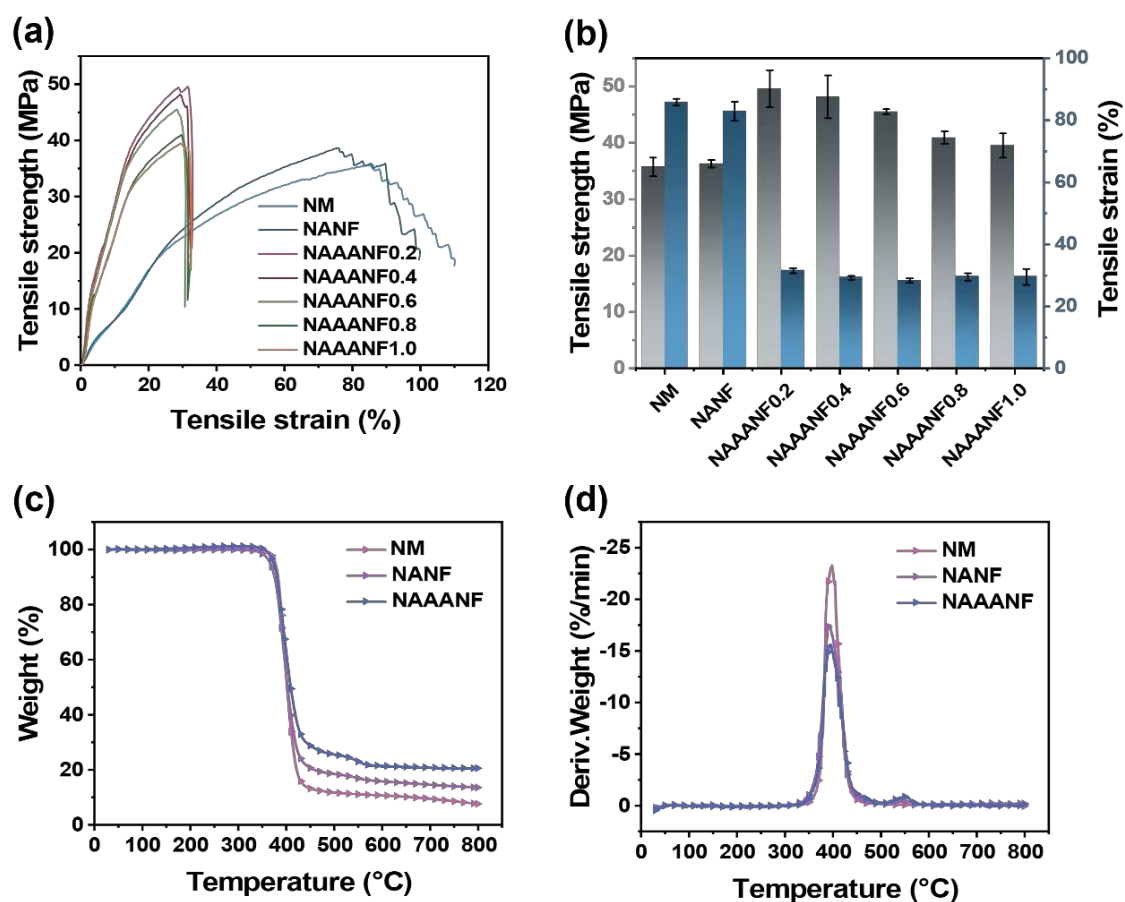 (a)
Tensile strength (MPa)
50
40
30
20
10
0
NM
NANF
NAAANF0.2
NAAANF0.4
NAAANF0.6
NAAANF0.8
NAAANF1.0
0 20 40 60 80 100 120
Tensile strain (%)
(b)
Tensile strength (MPa)
50
40
30
20
10
0
100
80
60
40
20
0
Tensile strain (%)
NM
NANF
NAAANF0.2
NAAANF0.4
NAAANF0.6
NAAANF0.8
NAAANF1.0
(c)
Weight (%)
100
80
60
40
20
0
NM
NANF
NAAANF
0 100 200 300 400 500 600 700 800
Temperature (°C)
(d)
Deriv.Weight (%/min)
-25
-20
-15
-10
-5
0
NM
NANF
NAAANF
0 100 200 300 400 500 600 700 800
Temperature (°C)